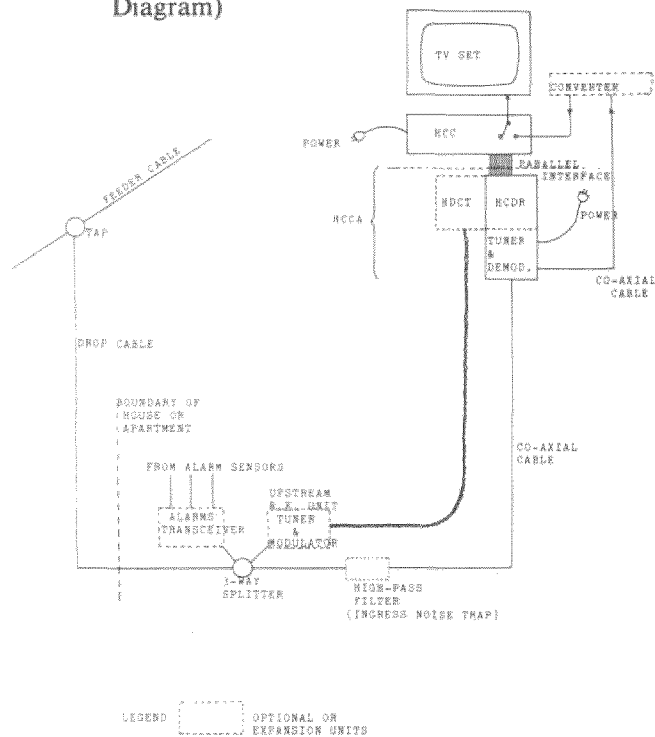 Diagram)
TV SET
CONVERTER
HCC
POWER
PARALLEL
INTERFACE
FEEDER CABLE
HCCA
HDCT
HCDR
POWER
TAP
TUNER
&
DEMOD.
CO-AXIAL
CABLE
DROP CABLE
BOUNDARY OF
HOUSE OR
APARTMENT
CO-AXIAL
CABLE
FROM ALARM SENSORS
UPSTREAM
R.F. UNIT
ALARMS
TRANSCEIVER
TUNER
&
MODULATOR
3-WAY
SPLITTER
HIGH-PASS
FILTER
(INGRESS NOISE TRAP)
LEGEND
OPTIONAL OR
EXPANSION UNITS